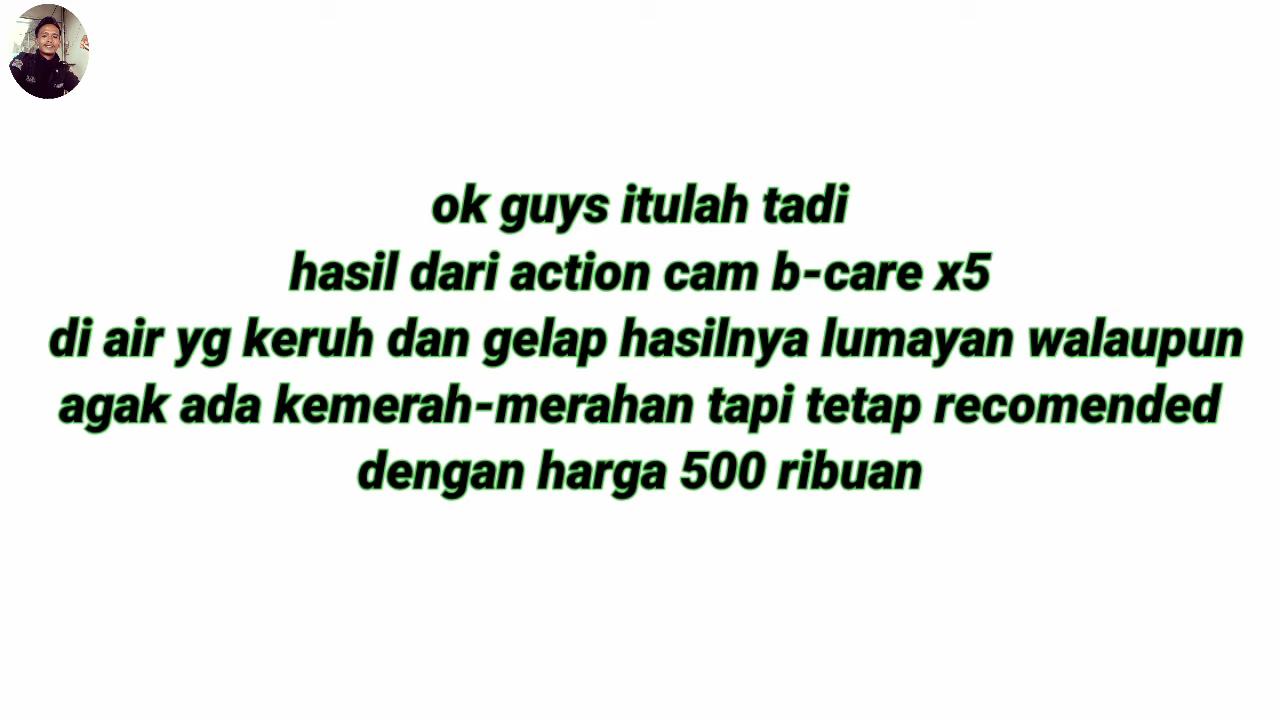 ok guys itulah tadi
hasil dari action cam b-care x5
di air yg keruh dan gelap hasilnya lumayan walaupun
agak ada kemerah-merahan tapi tetap recomended
dengan harga 500 ribuan